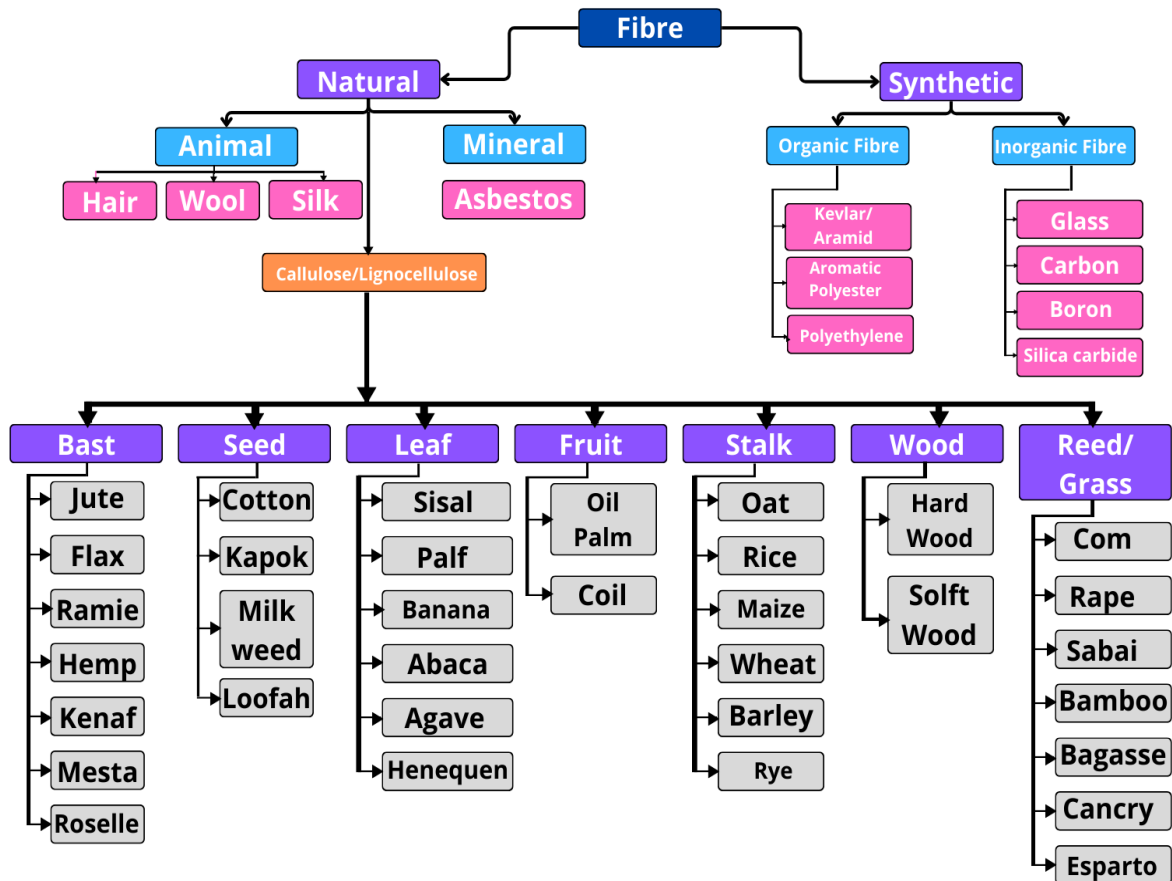 Fibre
Natural
Synthetic
Animal
Mineral
Organic Fibre
Inorganic Fibre
Hair
Wool
Silk
Asbestos
Kevlar/
Aramid
Aromatic
Polyester
Polyethylene
Glass
Carbon
Boron
Silica carbide
Callulose/Lignocellulose
Bast
Jute
Flax
Ramie
Hemp
Kenaf
Mesta
Roselle
Seed
Cotton
Kapok
Milk
weed
Loofah
Leaf
Sisal
Palf
Banana
Abaca
Agave
Henequen
Fruit
Oil
Palm
Coil
Stalk
Oat
Rice
Maize
Wheat
Barley
Rye
Wood
Hard
Wood
Solft
Wood
Reed/
Grass
Com
Rape
Sabai
Bamboo
Bagasse
Cancry
Esparto